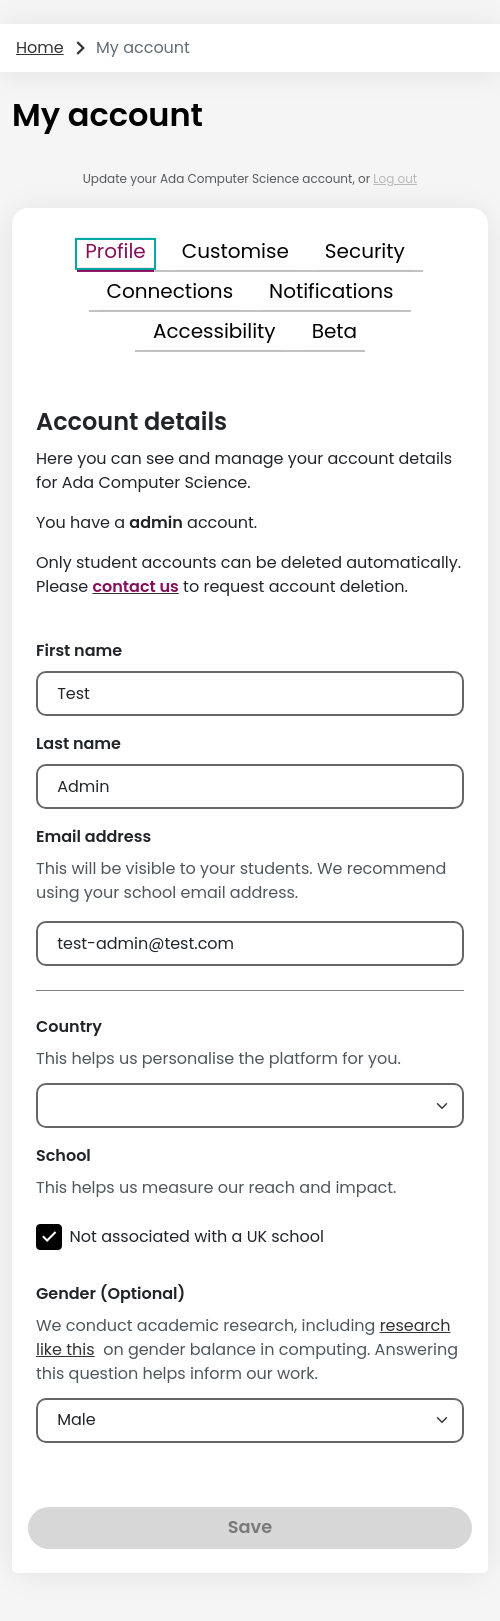 Home > My account
My account
Update your Ada Computer Science account, or Log out
Profile Customise Security
Connections Notifications
Accessibility Beta
Account details
Here you can see and manage your account details
for Ada Computer Science.
You have a admin account.
Only student accounts can be deleted automatically.
Please contact us to request account deletion.
First name
Test
Last name
Admin
Email address
This will be visible to your students. We recommend
using your school email address.
test-admin@test.com
Country
This helps us personalise the platform for you.
School
This helps us measure our reach and impact.
Not associated with a UK school
Gender (Optional)
We conduct academic research, including research
like this on gender balance in computing. Answering
this question helps inform our work.
Male
Save